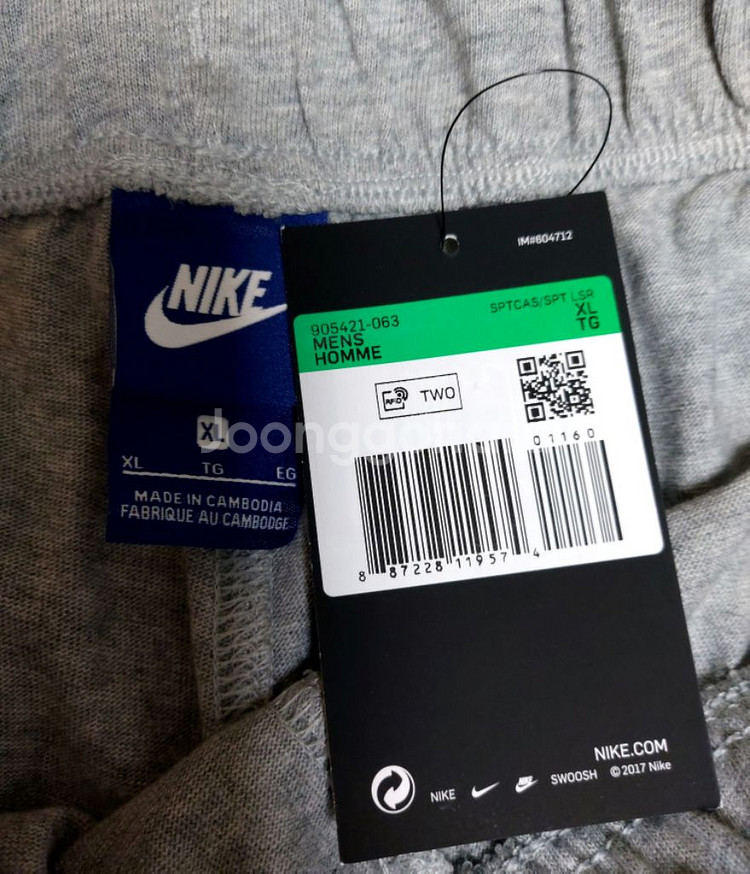 NIKE
XL
XL TG EG
MADE IN CAMBODIA
FABRIQUE AU CAMBODGE
IM#604712
905421-063
MENS
HOMME
SPTCAS/SPT LSR
XL
TG
RFID TWO
01160
8 87228 11957 4
NIKE.COM
NIKE SWOOSH © 2017 Nike